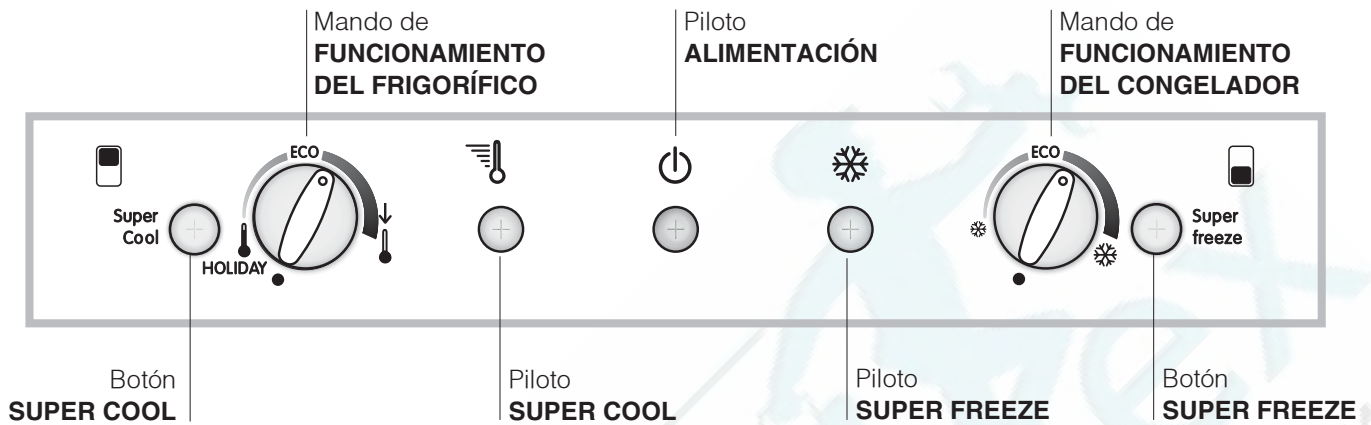 Mando de
FUNCIONAMIENTO
DEL FRIGORÍFICO
Piloto
ALIMENTACIÓN
Mando de
FUNCIONAMIENTO
DEL CONGELADOR
ECO
Super
Cool
HOLIDAY
ECO
Super
freeze
Botón
SUPER COOL
Piloto
SUPER COOL
Piloto
SUPER FREEZE
Botón
SUPER FREEZE